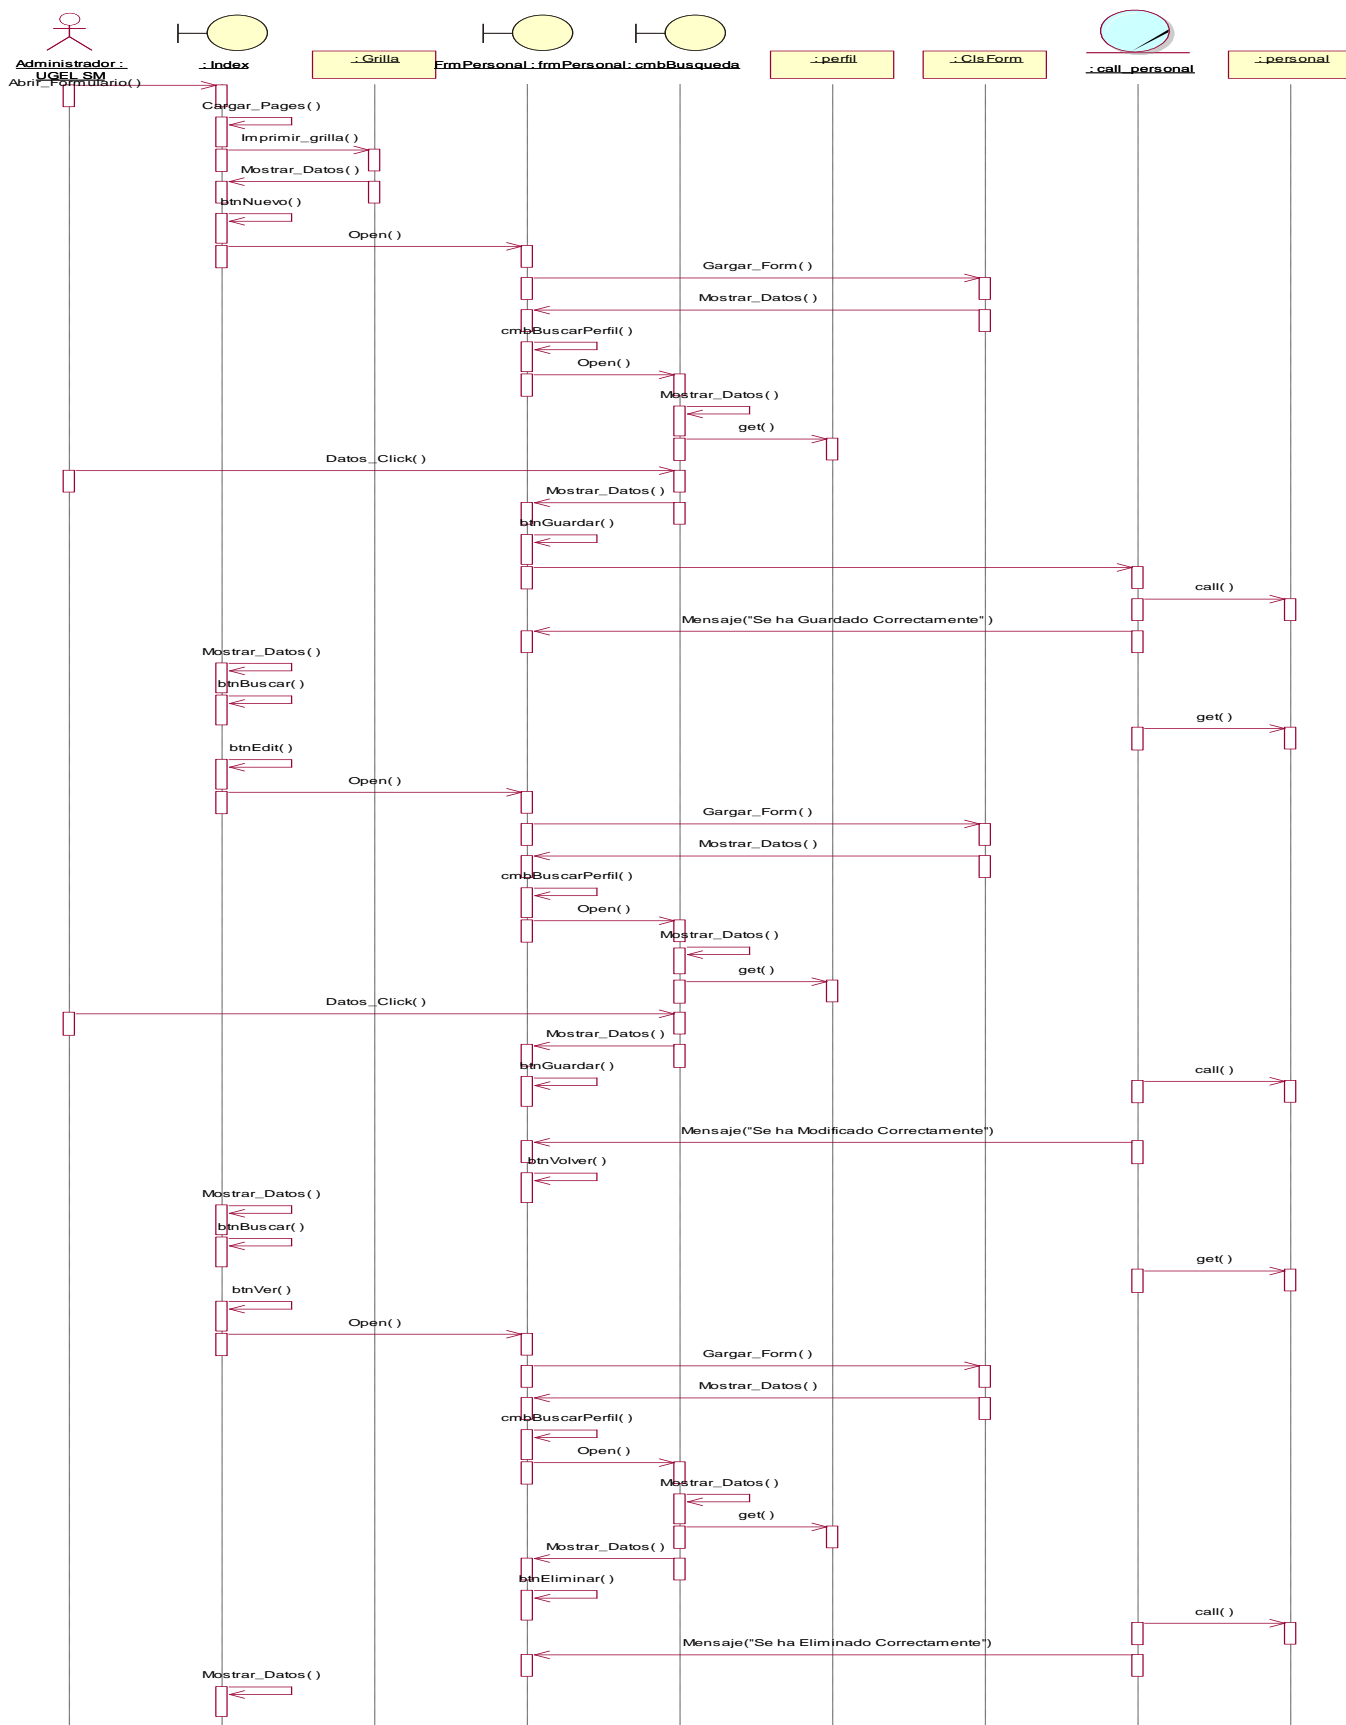 Administrador :
UGEL SM
: Index
: Grilla
FrmPersonal : frmPersonal
: cmbBusqueda
: perfil
: ClsForm
: call_personal
: personal
Abrir_Formulario( )
Cargar_Pages( )
Imprimir_grilla( )
Mostrar_Datos( )
btnNuevo( )
Open( )
Gargar_Form( )
Mostrar_Datos( )
cmbBuscarPerfil( )
Open( )
Mostrar_Datos( )
get( )
Datos_Click( )
Mostrar_Datos( )
btnGuardar( )
call( )
Mensaje("Se ha Guardado Correctamente" )
Mostrar_Datos( )
btnBuscar( )
get( )
btnEdit( )
Open( )
Gargar_Form( )
Mostrar_Datos( )
cmbBuscarPerfil( )
Open( )
Mostrar_Datos( )
get( )
Datos_Click( )
Mostrar_Datos( )
btnGuardar( )
call( )
Mensaje("Se ha Modificado Correctamente")
btnVolver( )
Mostrar_Datos( )
btnBuscar( )
get( )
btnVer( )
Open( )
Gargar_Form( )
Mostrar_Datos( )
cmbBuscarPerfil( )
Open( )
Mostrar_Datos( )
get( )
Mostrar_Datos( )
btnEliminar( )
call( )
Mensaje("Se ha Eliminado Correctamente")
Mostrar_Datos( )